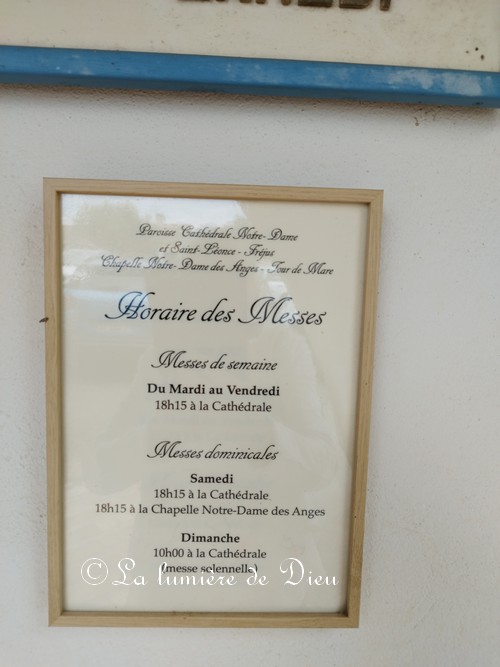 Paroisse Cathédrale Notre-Dame
et Saint-Léonce - Fréjus
Chapelle Notre-Dame des Anges - Tour de Mare
Horaire des Messes
Messes de semaine
Du Mardi au Vendredi
18h15 à la Cathédrale
Messes dominicales
Samedi
18h15 à la Cathédrale
18h15 à la Chapelle Notre-Dame des Anges
Dimanche
10h00 à la Cathédrale
(messe solennelle)
© La lumière de Dieu